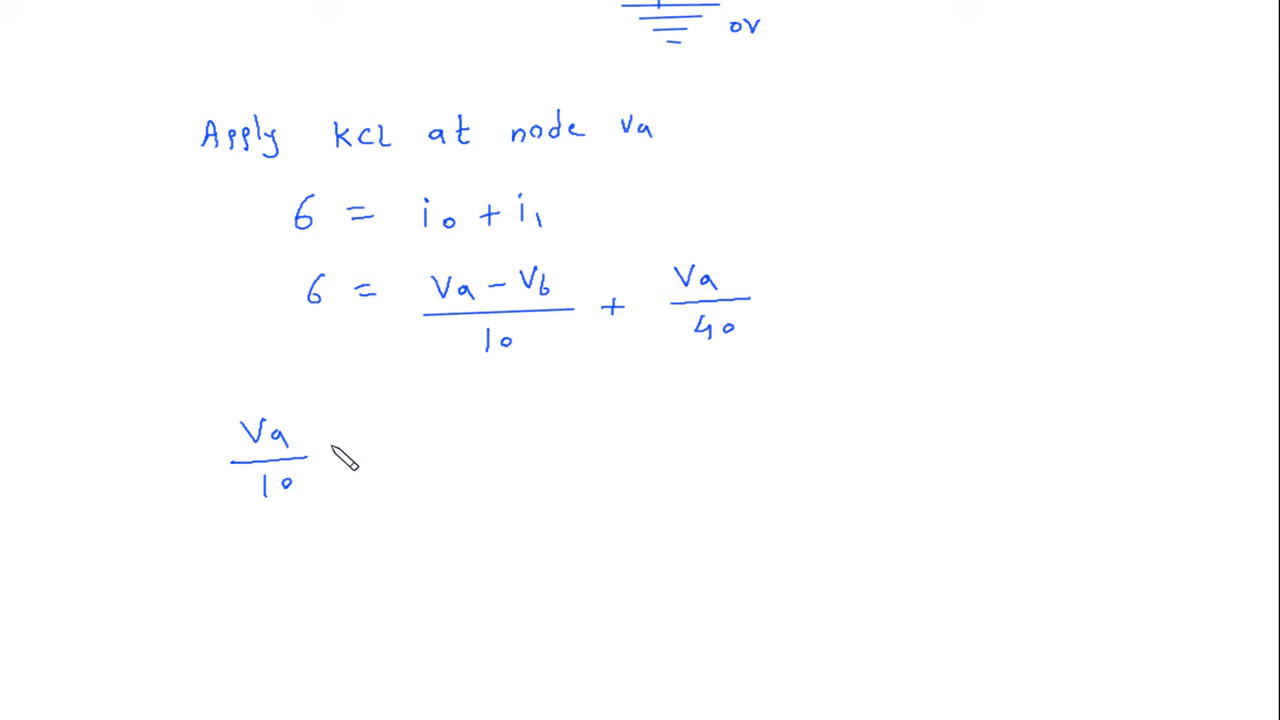 0V
Apply KCL at node Va
6 = i0 + i1
6 = Va - Vb / 10 + Va / 40
Va / 10